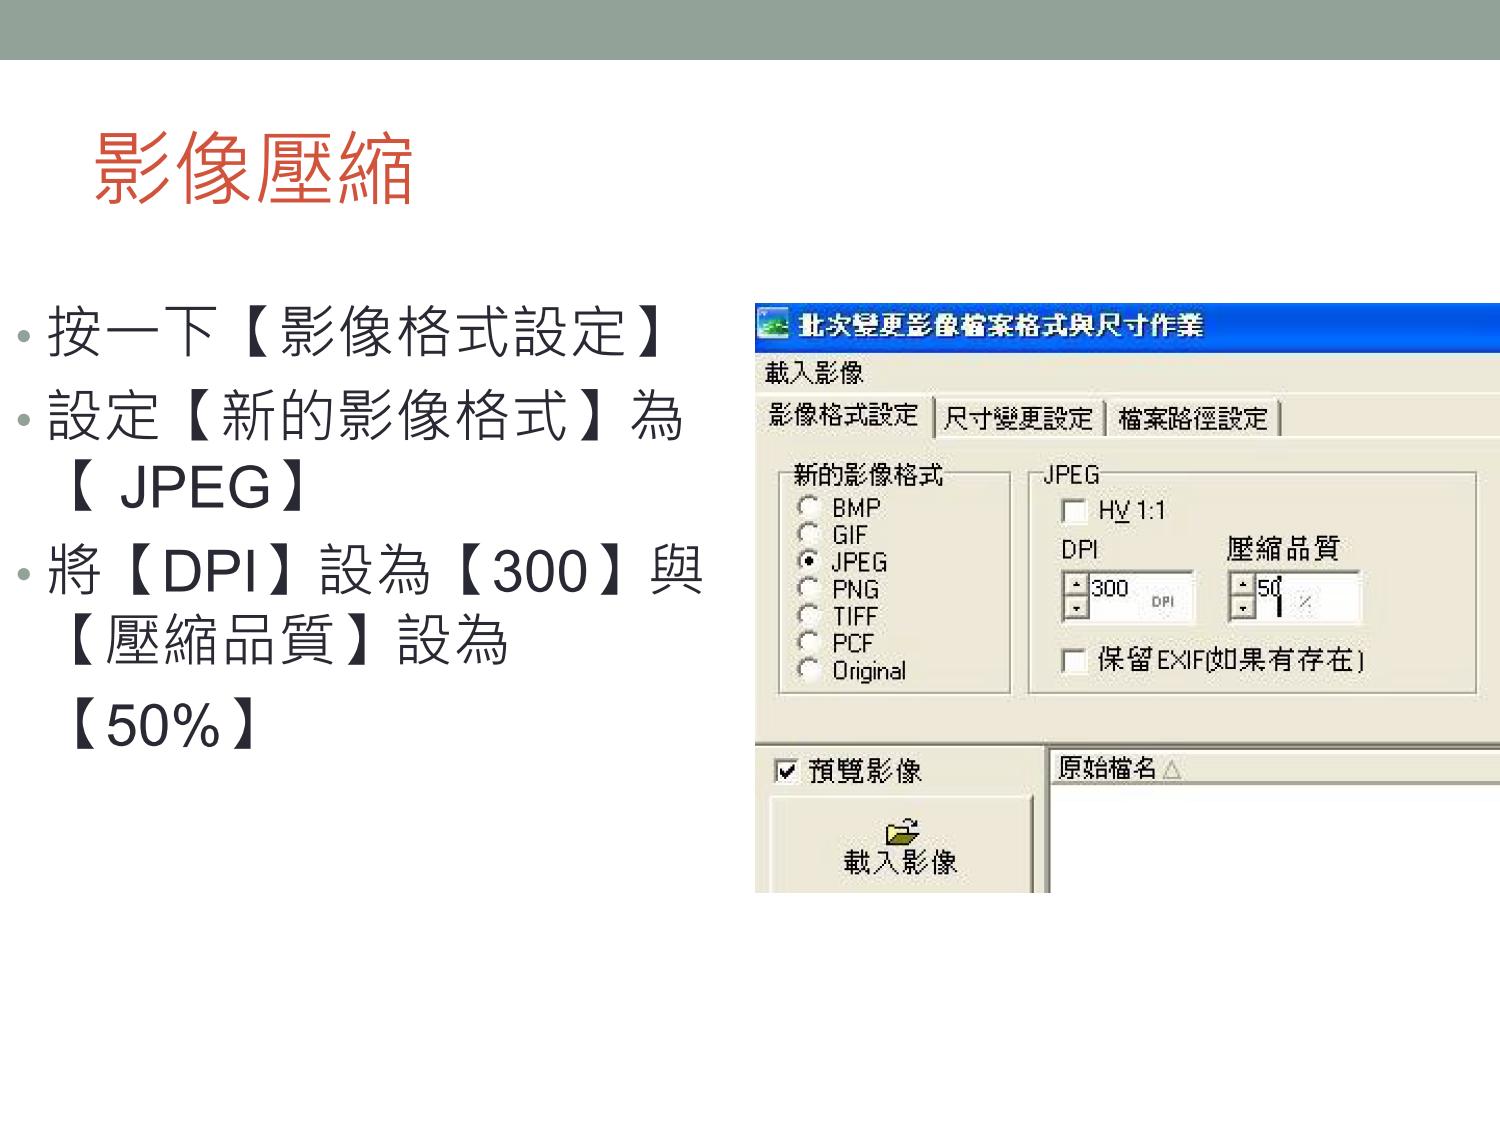 影像壓縮
• 按一下【影像格式設定】
• 設定【新的影像格式】為
【 JPEG】
• 將【DPI】設為【300】與
【壓縮品質】設為
【50%】
批次變更影像檔案格式與尺寸作業
載入影像
影像格式設定 尺寸變更設定 檔案路徑設定
新的影像格式
BMP
GIF
JPEG
PNG
TIFF
PCF
Original
JPEG
HV 1:1
DPI 壓縮品質
300 DPI 50 %
保留EXIF(如果有存在)
預覽影像
原始檔名
載入影像